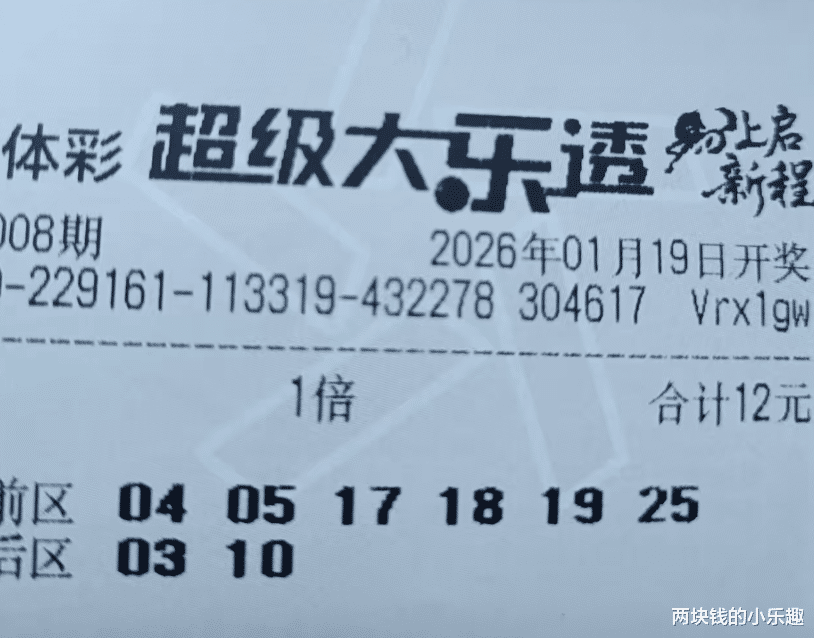 体彩 超级大乐透 马上启
新程
008期 2026年01月19日开奖
-229161-113319-432278 304617 Vrx1gw
1倍 合计12元
前区 04 05 17 18 19 25
后区 03 10
两块钱的小乐趣